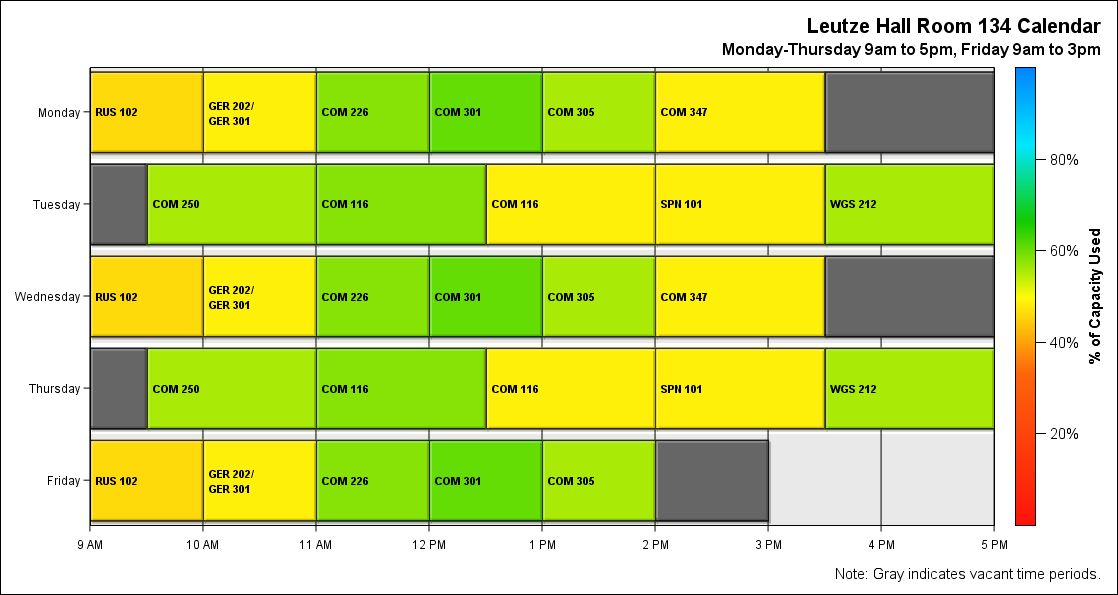 Leutze Hall Room 134 Calendar
Monday-Thursday 9am to 5pm, Friday 9am to 3pm
Monday
RUS 102
GER 202/
GER 301
COM 226
COM 301
COM 305
COM 347
Tuesday
COM 250
COM 116
COM 116
SPN 101
WGS 212
Wednesday
RUS 102
GER 202/
GER 301
COM 226
COM 301
COM 305
COM 347
Thursday
COM 250
COM 116
COM 116
SPN 101
WGS 212
Friday
RUS 102
GER 202/
GER 301
COM 226
COM 301
COM 305
9 AM
10 AM
11 AM
12 PM
1 PM
2 PM
3 PM
4 PM
5 PM
80%
60%
40%
20%
% of Capacity Used
Note: Gray indicates vacant time periods.